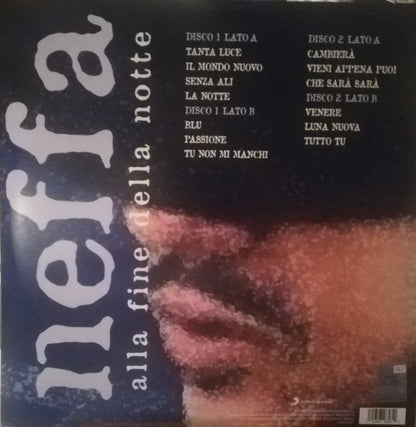 neffa
alla fine della notte
DISCO 1 LATO A
TANTA LUCE
IL MONDO NUOVO
SENZA ALI
LA NOTTE
DISCO 1 LATO B
BLU
PASSIONE
TU NON MI MANCHI
DISCO 2 LATO A
CAMBIERÀ
VIENI APPENA PUOI
CHE SARÀ SARÀ
DISCO 2 LATO B
VENERE
LUNA NUOVA
TUTTO TU